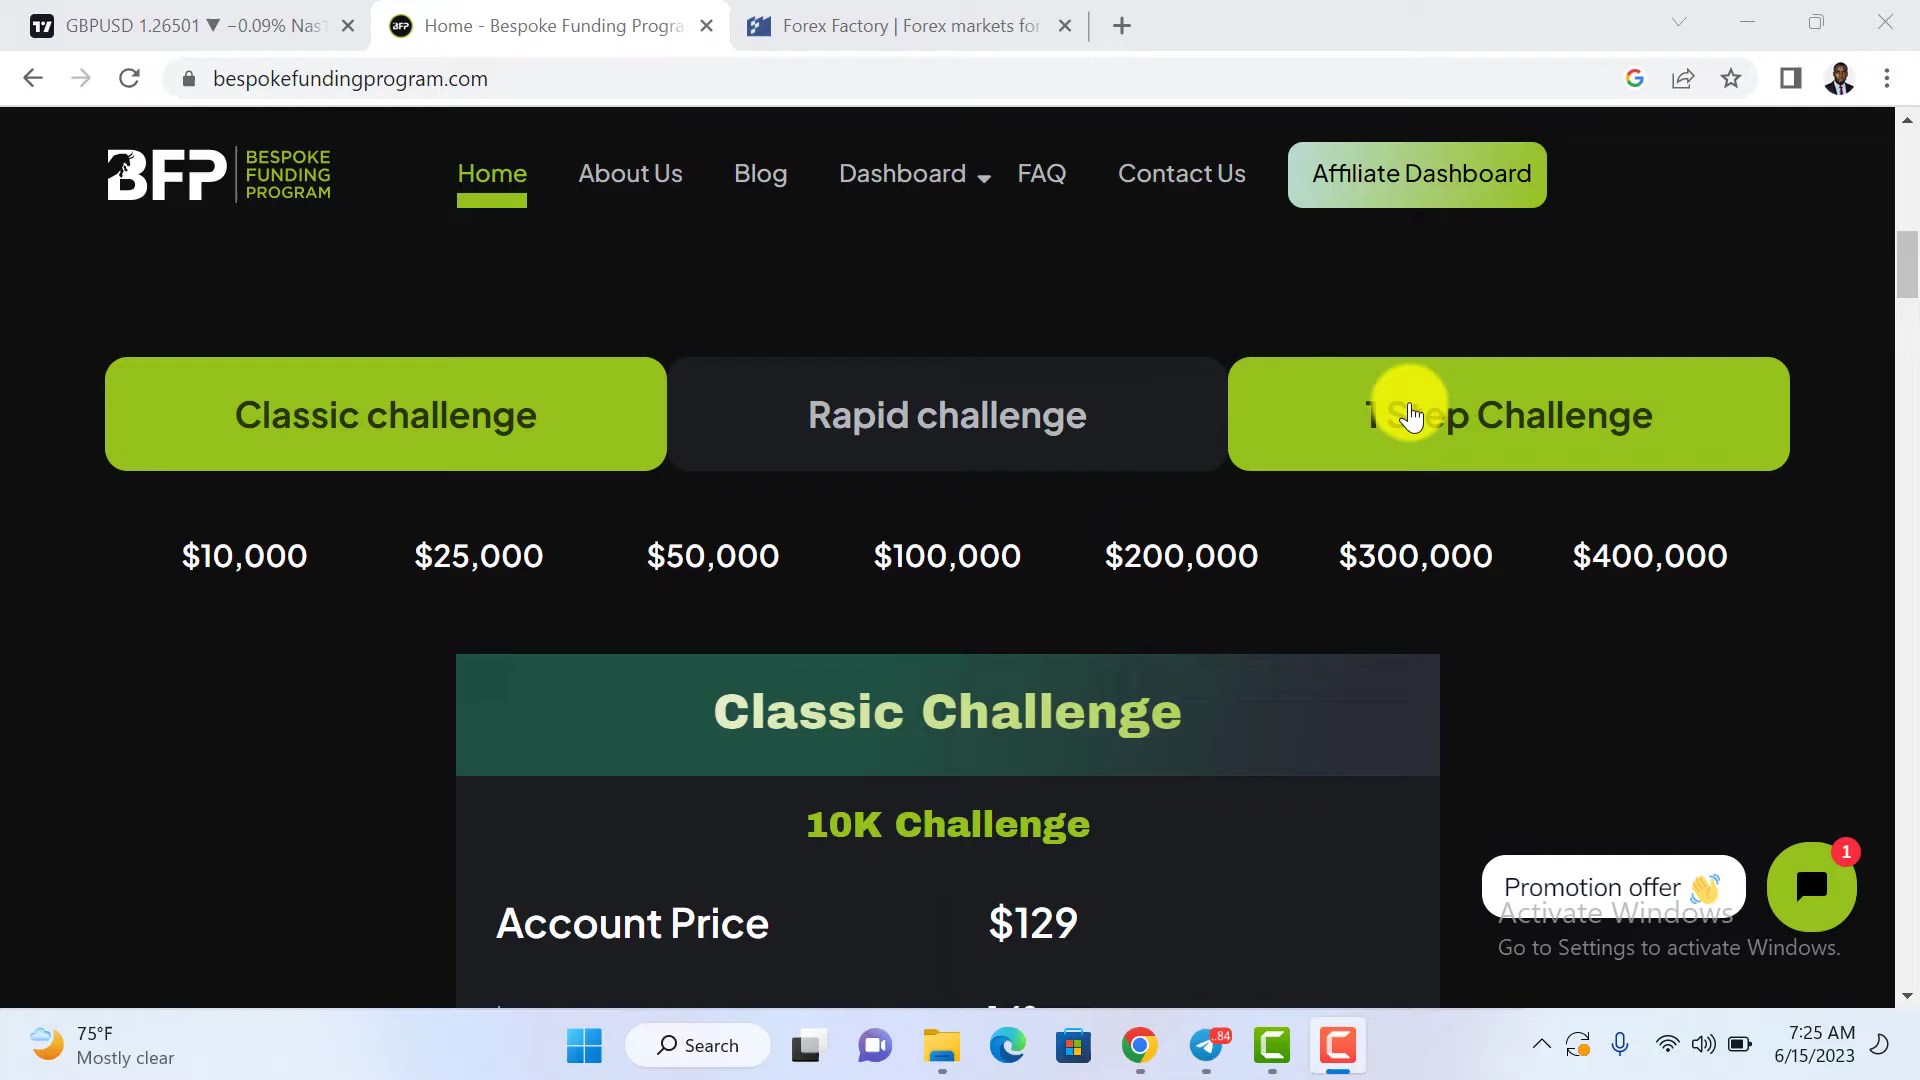 GBPUSD 1.26501 ▼ −0.09% Nas
Home - Bespoke Funding Progra
Forex Factory | Forex markets for
bespokefundingprogram.com
BFP
BESPOKE
FUNDING
PROGRAM
Home
About Us
Blog
Dashboard
FAQ
Contact Us
Affiliate Dashboard
Classic challenge
Rapid challenge
1 Step Challenge
$10,000
$25,000
$50,000
$100,000
$200,000
$300,000
$400,000
Classic Challenge
10K Challenge
Account Price
$129
1
Promotion offer 👋
Activate Windows
Go to Settings to activate Windows.
75°F
Mostly clear
Search
84
7:25 AM
6/15/2023